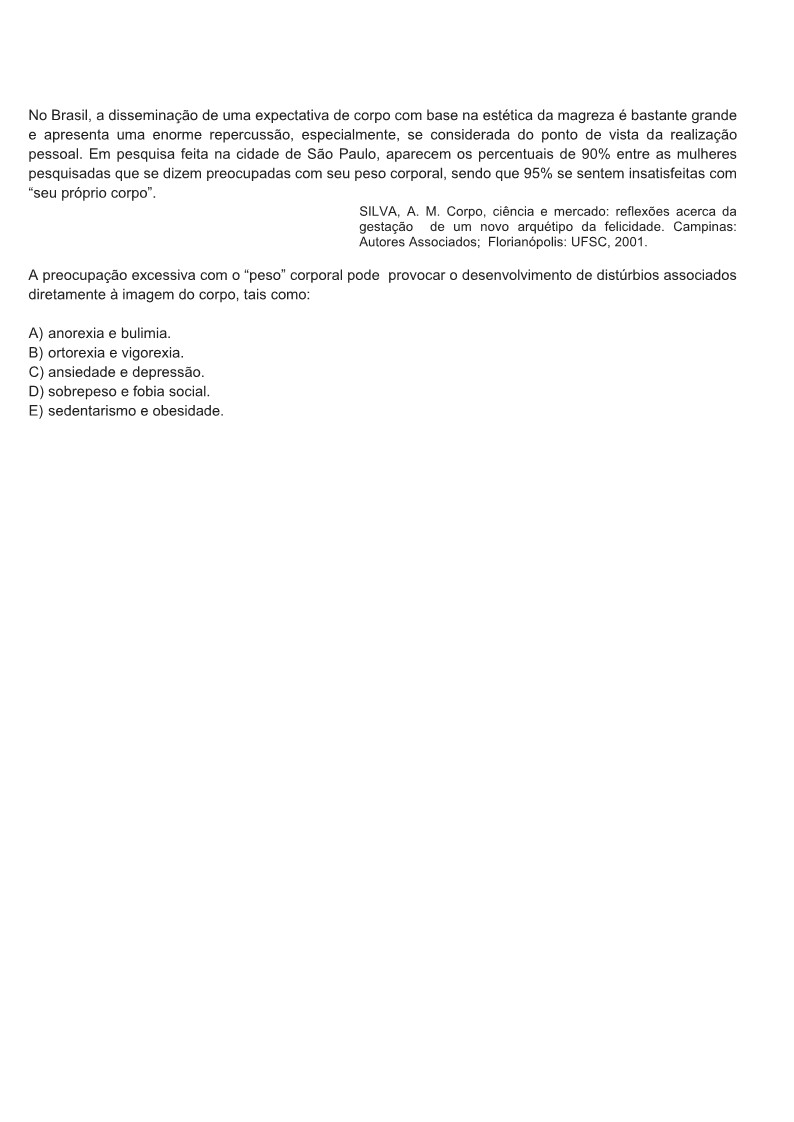 No Brasil, a disseminação de uma expectativa de corpo com base na estética da magreza é bastante grande
e apresenta uma enorme repercussão, especialmente, se considerada do ponto de vista da realização
pessoal. Em pesquisa feita na cidade de São Paulo, aparecem os percentuais de 90% entre as mulheres
pesquisadas que se dizem preocupadas com seu peso corporal, sendo que 95% se sentem insatisfeitas com
“seu próprio corpo”.
SILVA, A. M. Corpo, ciência e mercado: reflexões acerca da
gestação de um novo arquétipo da felicidade. Campinas:
Autores Associados; Florianópolis: UFSC, 2001.
A preocupação excessiva com o “peso” corporal pode provocar o desenvolvimento de distúrbios associados
diretamente à imagem do corpo, tais como:
A) anorexia e bulimia.
B) ortorexia e vigorexia.
C) ansiedade e depressão.
D) sobrepeso e fobia social.
E) sedentarismo e obesidade.